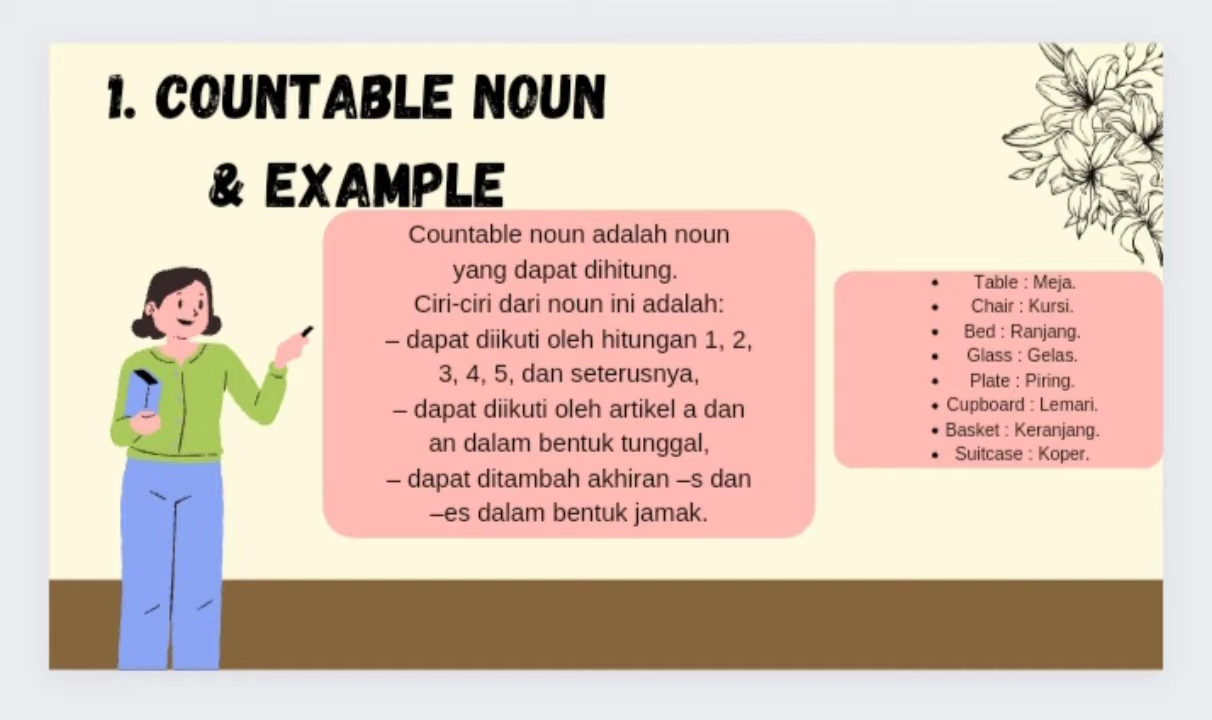 1. COUNTABLE NOUN
& EXAMPLE
Countable noun adalah noun
yang dapat dihitung.
Ciri-ciri dari noun ini adalah:
– dapat diikuti oleh hitungan 1, 2,
3, 4, 5, dan seterusnya,
– dapat diikuti oleh artikel a dan
an dalam bentuk tunggal,
– dapat ditambah akhiran –s dan
–es dalam bentuk jamak.
• Table : Meja.
• Chair : Kursi.
• Bed : Ranjang.
• Glass : Gelas.
• Plate : Piring.
• Cupboard : Lemari.
• Basket : Keranjang.
• Suitcase : Koper.